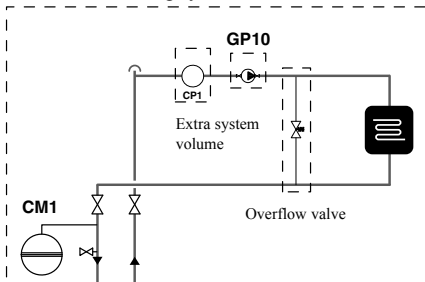 GP10
CP1
Extra system
volume
Overflow valve
CM1